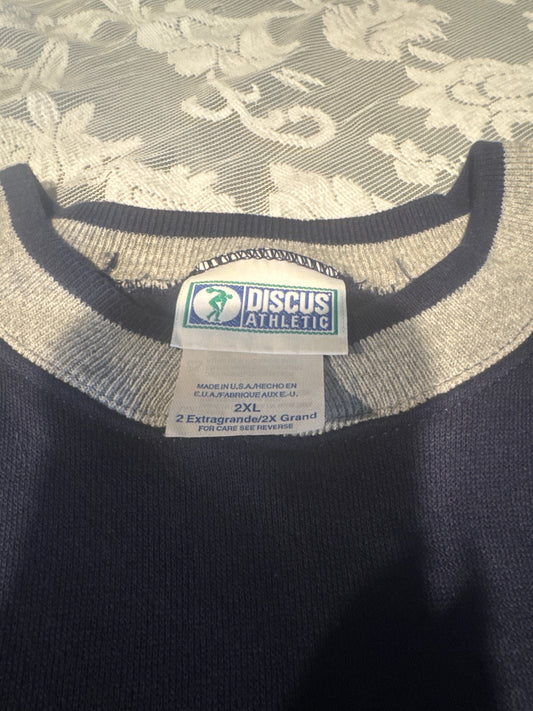 DISCUS
ATHLETIC
MADE IN U.S.A./HECHO EN
E.U.A./FABRIQUE AUX E.-U.
2XL
2 Extragrande/2X Grand
FOR CARE SEE REVERSE